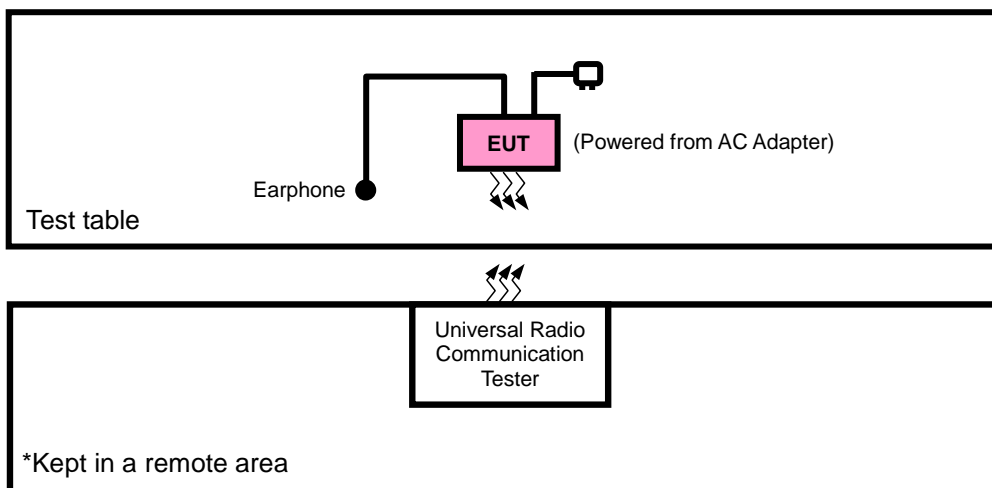 EUT
(Powered from AC Adapter)
Earphone
Test table
Universal Radio
Communication
Tester
*Kept in a remote area